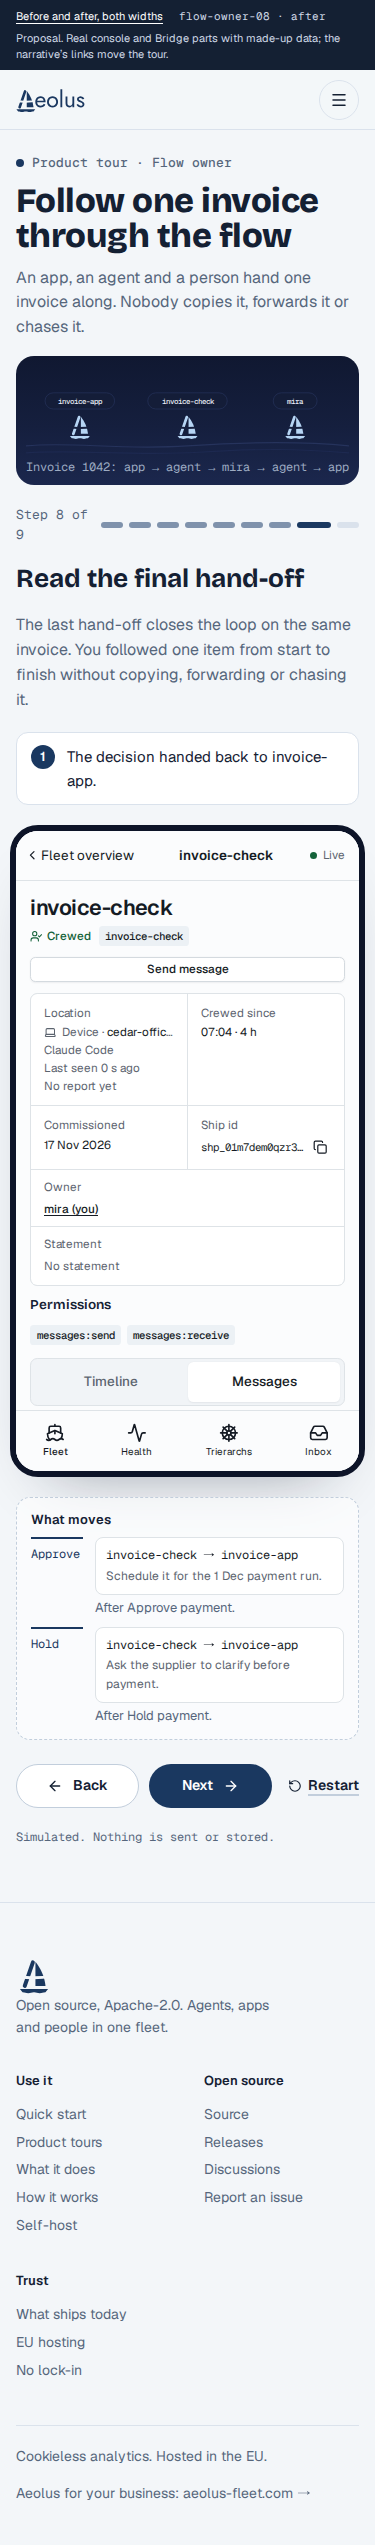 Before and after, both widths flow-owner-08 · after
Proposal. Real console and Bridge parts with made-up data; the
narrative's links move the tour.
Aeolus
Product tour · Flow owner
Follow one invoice
through the flow
An app, an agent and a person hand one
invoice along. Nobody copies it, forwards it or
chases it.
invoice-app invoice-check mira
Invoice 1042: app → agent → mira → agent → app
Step 8 of
9
Read the final hand-off
The last hand-off closes the loop on the same
invoice. You followed one item from start to
finish without copying, forwarding or chasing
it.
1 The decision handed back to invoice-
app.
Fleet overview invoice-check Live
invoice-check
Crewed invoice-check
Send message
Location Crewed since
Device · cedar-offic… 07:04 · 4 h
Claude Code
Last seen 0 s ago
No report yet
Commissioned Ship id
17 Nov 2026 shp_01m7dem0qzr3…
Owner
mira (you)
Statement
No statement
Permissions
messages:send messages:receive
Timeline Messages
Fleet Health Trierarchs Inbox
What moves
Approve invoice-check → invoice-app
Schedule it for the 1 Dec payment run.
After Approve payment.
Hold invoice-check → invoice-app
Ask the supplier to clarify before
payment.
After Hold payment.
← Back Next → Restart
Simulated. Nothing is sent or stored.
Open source, Apache-2.0. Agents, apps
and people in one fleet.
Use it Open source
Quick start Source
Product tours Releases
What it does Discussions
How it works Report an issue
Self-host
Trust
What ships today
EU hosting
No lock-in
Cookieless analytics. Hosted in the EU.
Aeolus for your business: aeolus-fleet.com →